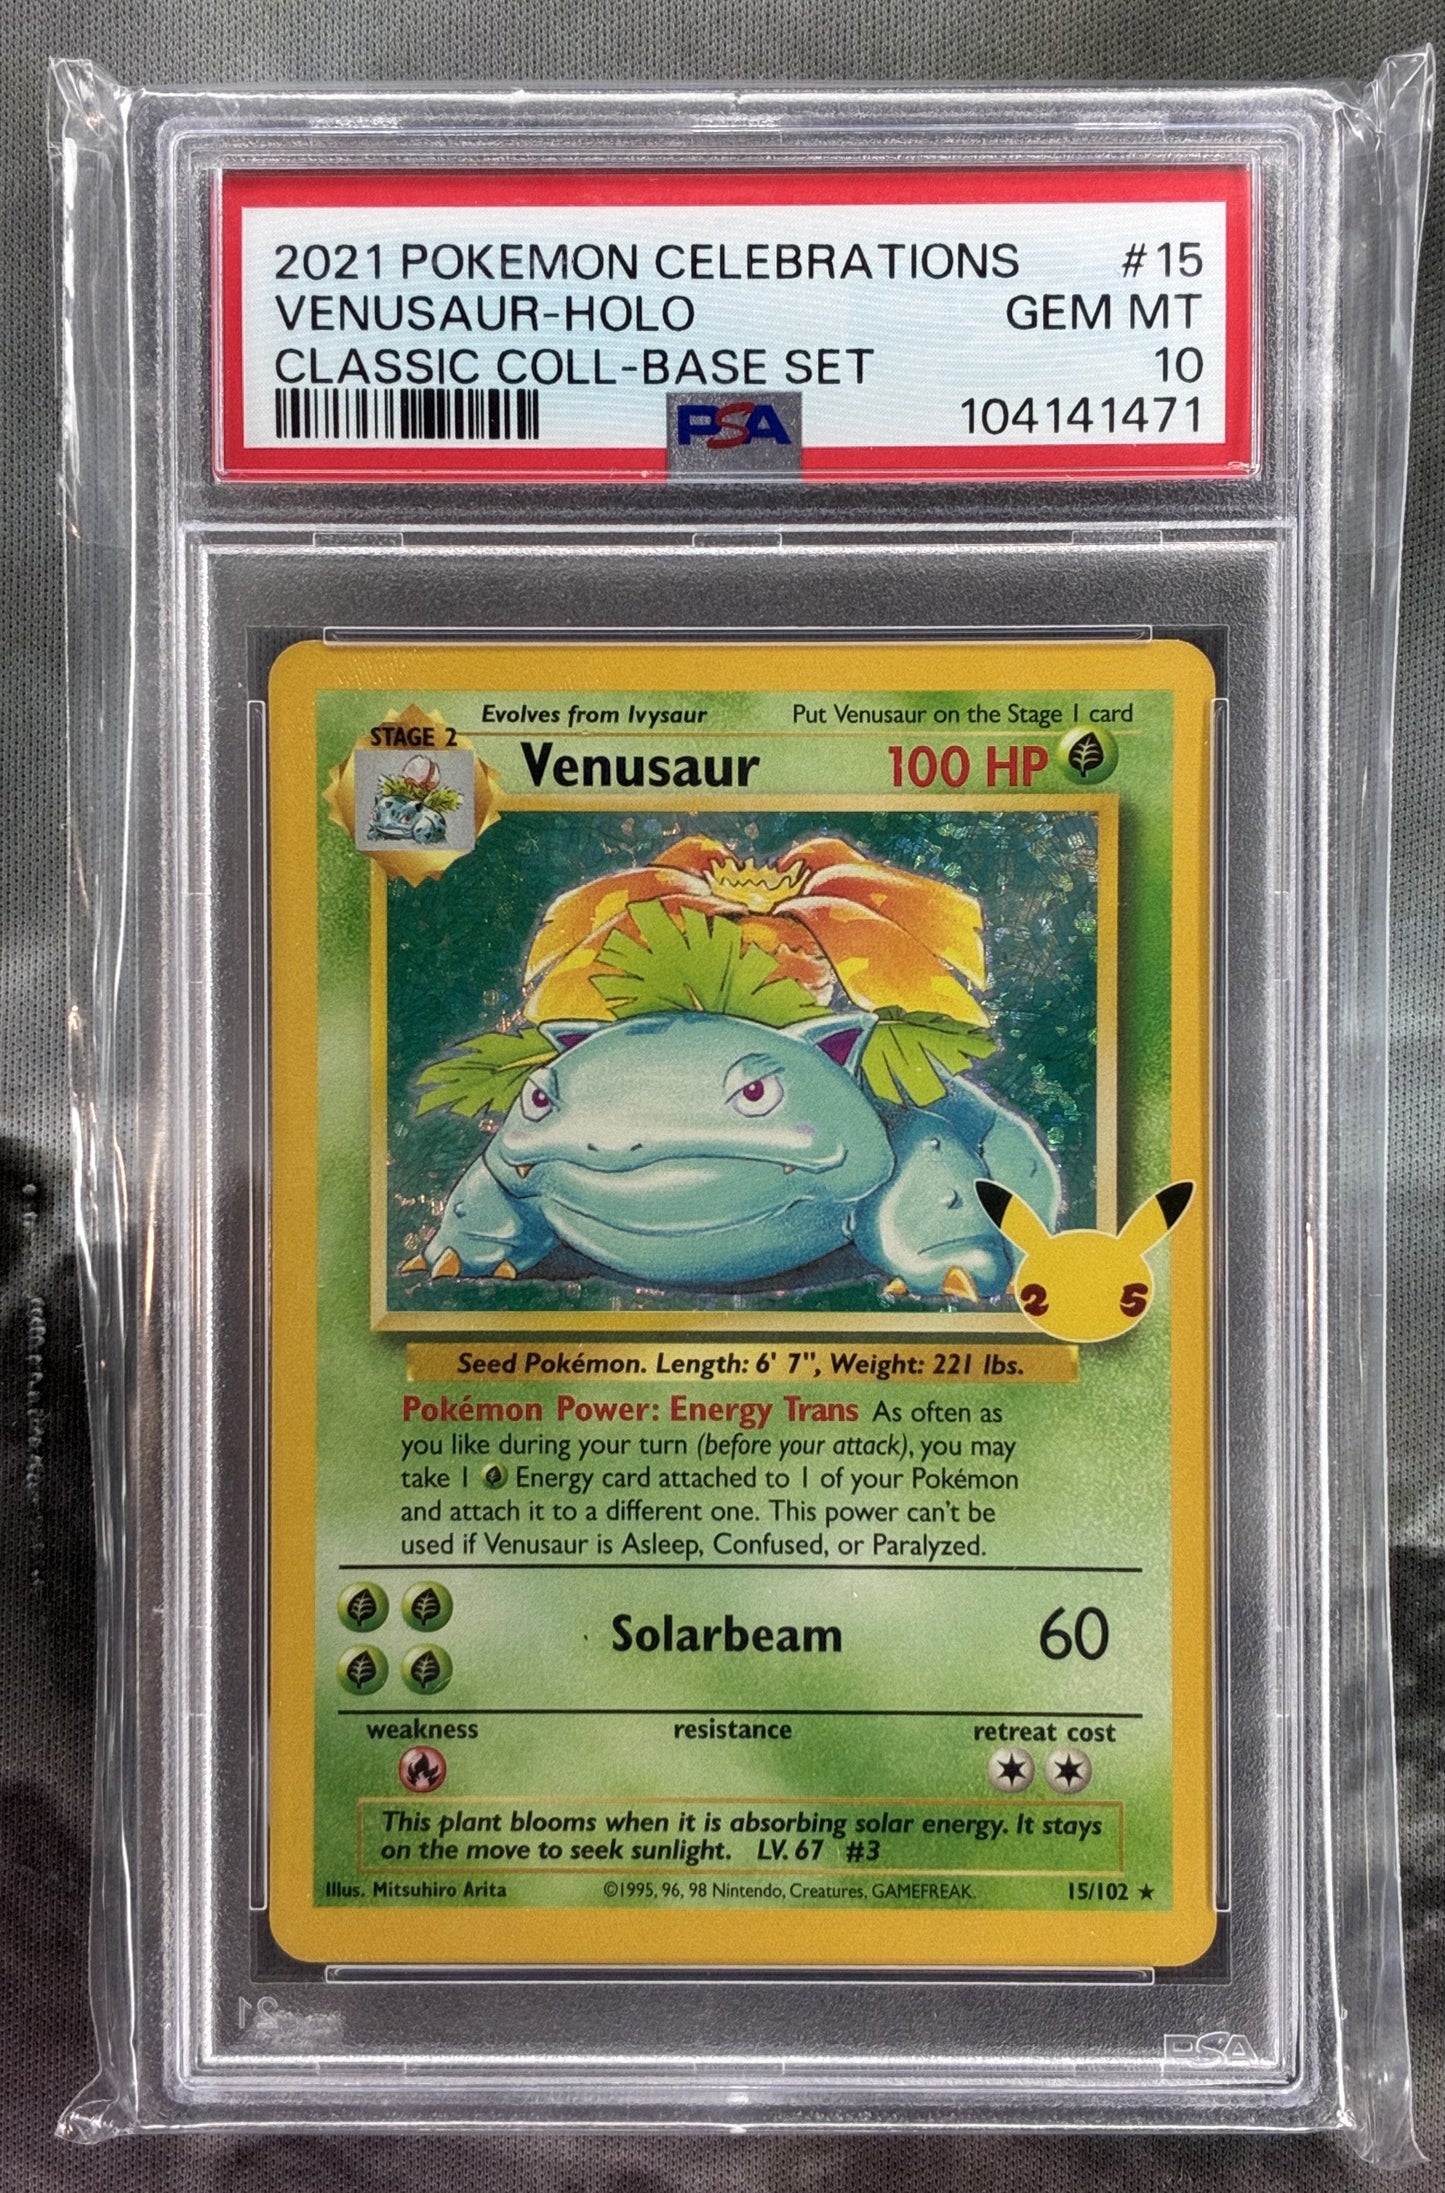 2021 POKEMON CELEBRATIONS #15
VENUSAUR-HOLO GEM MT
CLASSIC COLL-BASE SET 10
PSA 104141471
Evolves from Ivysaur Put Venusaur on the Stage 1 card
STAGE 2
Venusaur 100 HP
25
Seed Pokémon. Length: 6' 7", Weight: 221 lbs.
Pokémon Power: Energy Trans As often as
you like during your turn (before your attack), you may
take 1 Energy card attached to 1 of your Pokémon
and attach it to a different one. This power can't be
used if Venusaur is Asleep, Confused, or Paralyzed.
Solarbeam 60
weakness resistance retreat cost
This plant blooms when it is absorbing solar energy. It stays
on the move to seek sunlight. LV. 67 #3
Illus. Mitsuhiro Arita ©1995, 96, 98 Nintendo, Creatures, GAMEFREAK. 15/102 ★
PSA